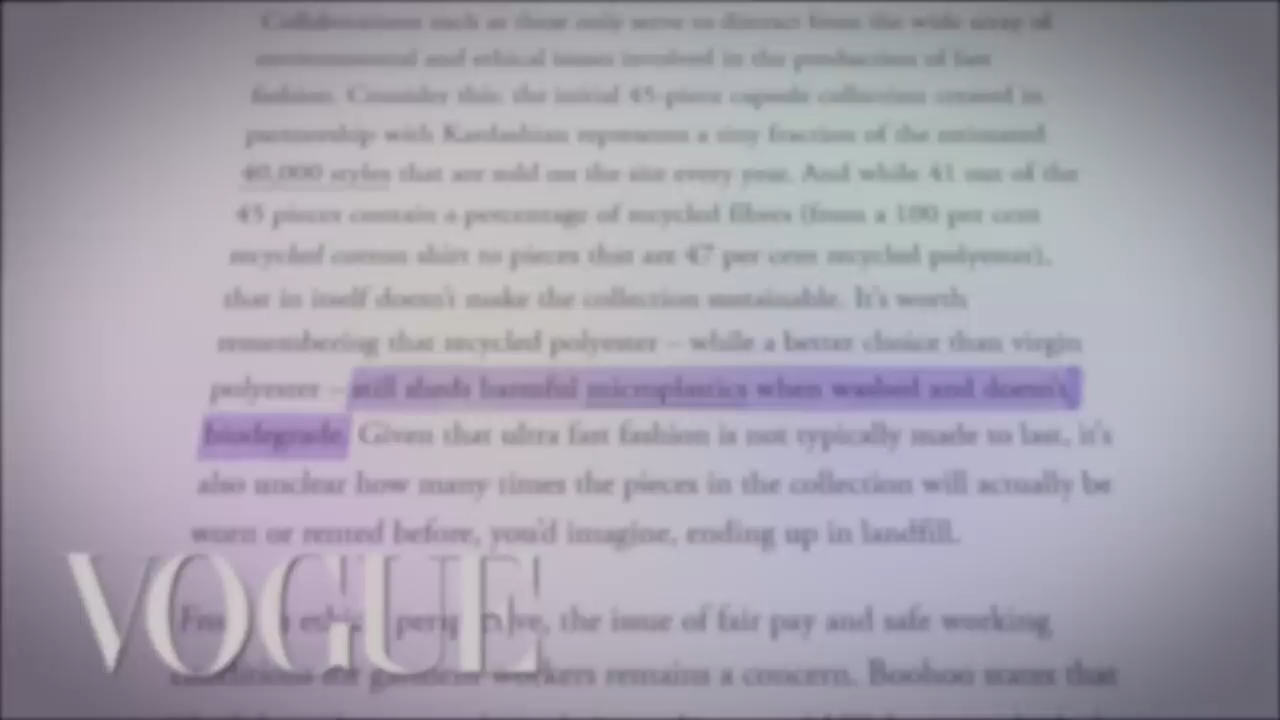 Collaborations such as these only serve to distract from the wide array of
environmental and ethical issues involved in the production of fast
fashion. Consider this: the initial 45-piece capsule collection created in
partnership with Kardashian represents a tiny fraction of the estimated
40,000 styles that are sold on the site every year. And while 41 out of the
45 pieces contain a percentage of recycled fibres (from a 100 per cent
recycled cotton shirt to pieces that are 47 per cent recycled polyester),
that in itself doesn't make the collection sustainable. It's worth
remembering that recycled polyester – while a better choice than virgin
polyester – still sheds harmful microplastics when washed and doesn't
biodegrade. Given that ultra fast fashion is not typically made to last, it's
also unclear how many times the pieces in the collection will actually be
worn or rented before, you'd imagine, ending up in landfill.
VOGUE
the issue of fair pay and safe working
workers remains a concern. Boohoo states that